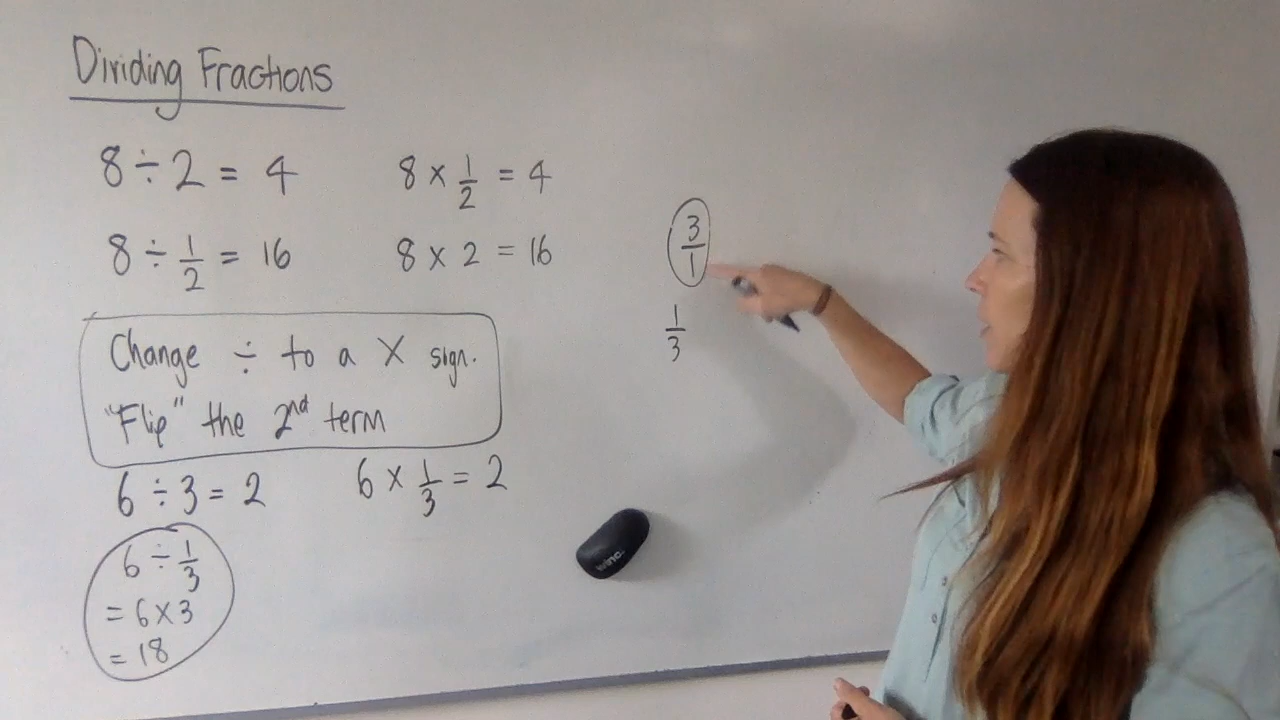 Dividing Fractions
8 ÷ 2 = 4
8 × 1/2 = 4
8 ÷ 1/2 = 16
8 × 2 = 16
Change ÷ to a × sign.
"Flip" the 2nd term
6 ÷ 3 = 2
6 × 1/3 = 2
6 ÷ 1/3
= 6 × 3
= 18
3/1
1/3
winc.